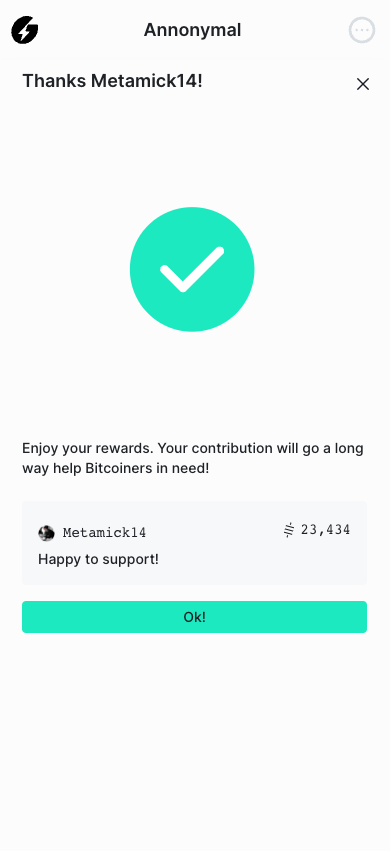 Annonymal
Thanks Metamick14!
Enjoy your rewards. Your contribution will go a long
way help Bitcoiners in need!
Metamick14
23,434
Happy to support!
Ok!